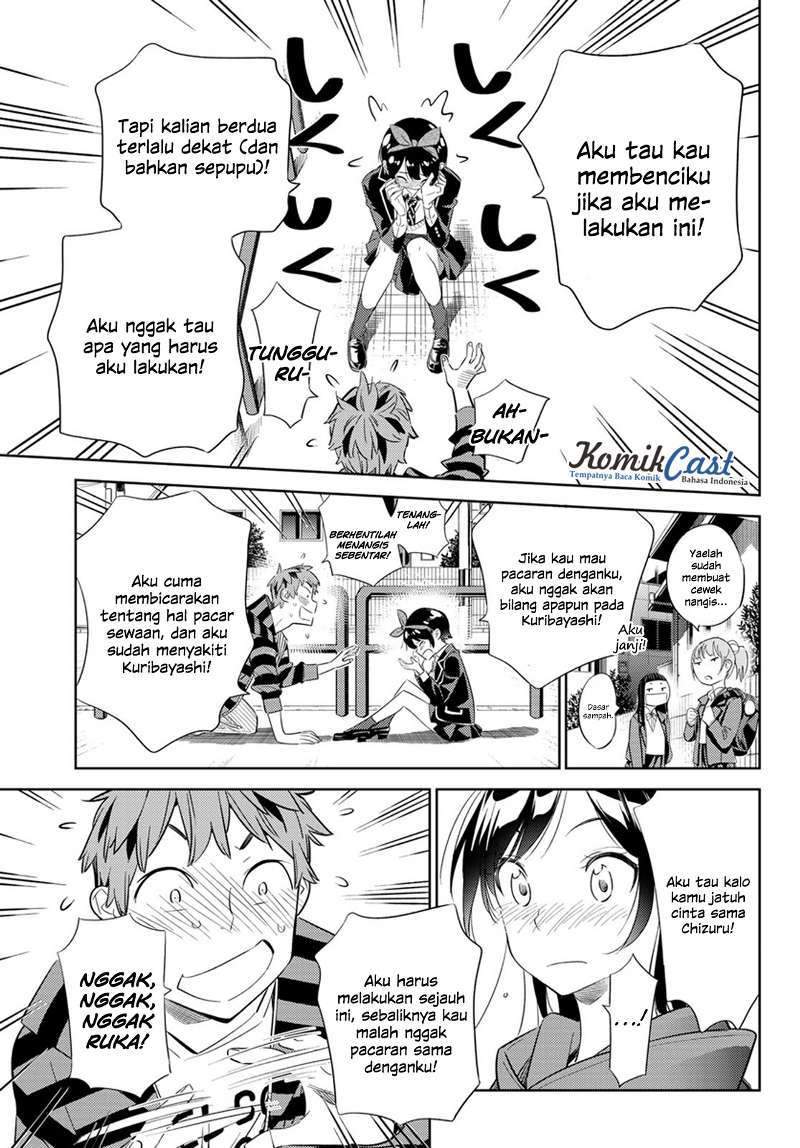 Aku tau kau
membenciku
jika aku me-
lakukan ini!
Tapi kalian berdua
terlalu dekat (dan
bahkan sepupu)!
Aku nggak tau
apa yang harus
aku lakukan!
しく
しく
TUNGGU-
RU-
AH-
BUKAN-
KomikCast
Tempatnya Baca Komik Bahasa Indonesia
Yaelah
sudah
membuat
cewek
nangis...
Dasar
sampah.
Jika kau mau
pacaran denganku,
aku nggak akan
bilang apapun pada
Kuribayashi!
Aku
janji!
TENANG-
LAH!
BERHENTILAH
MENANGIS
SEBENTAR!
Aku cuma
membicarakan
tentang hal pacar
sewaan, dan aku
sudah menyakiti
Kuribayashi!
Aku tau kalo
kamu jatuh
cinta sama
Chizuru!
....!
Aku harus
melakukan sejauh
ini, sebaliknya kau
malah nggak
pacaran sama
denganku!
NGGAK,
NGGAK,
NGGAK
RUKA!